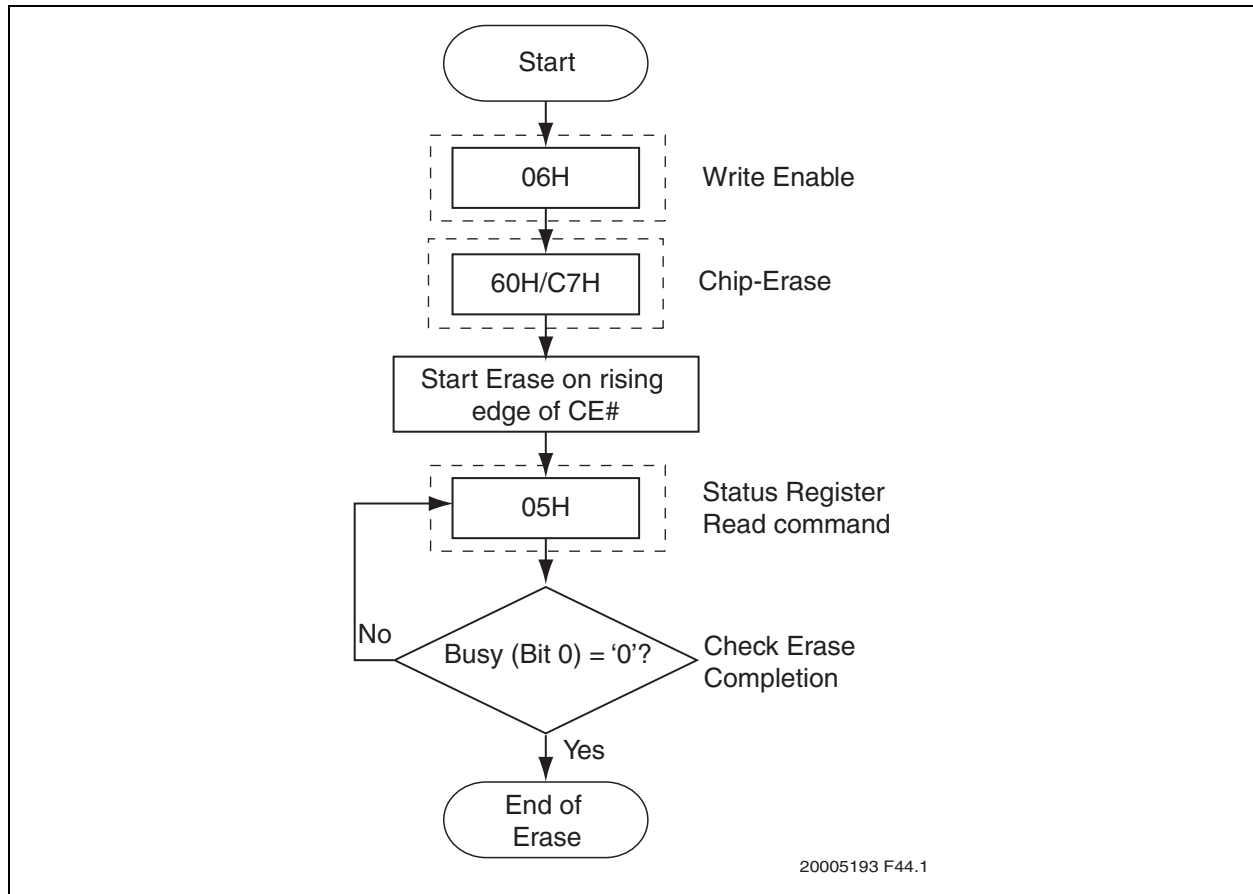 Start
06H
Write Enable
60H/C7H
Chip-Erase
Start Erase on rising
edge of CE#
05H
Status Register
Read command
No
Busy (Bit 0) = ‘0’?
Check Erase
Completion
Yes
End of
Erase
20005193 F44.1